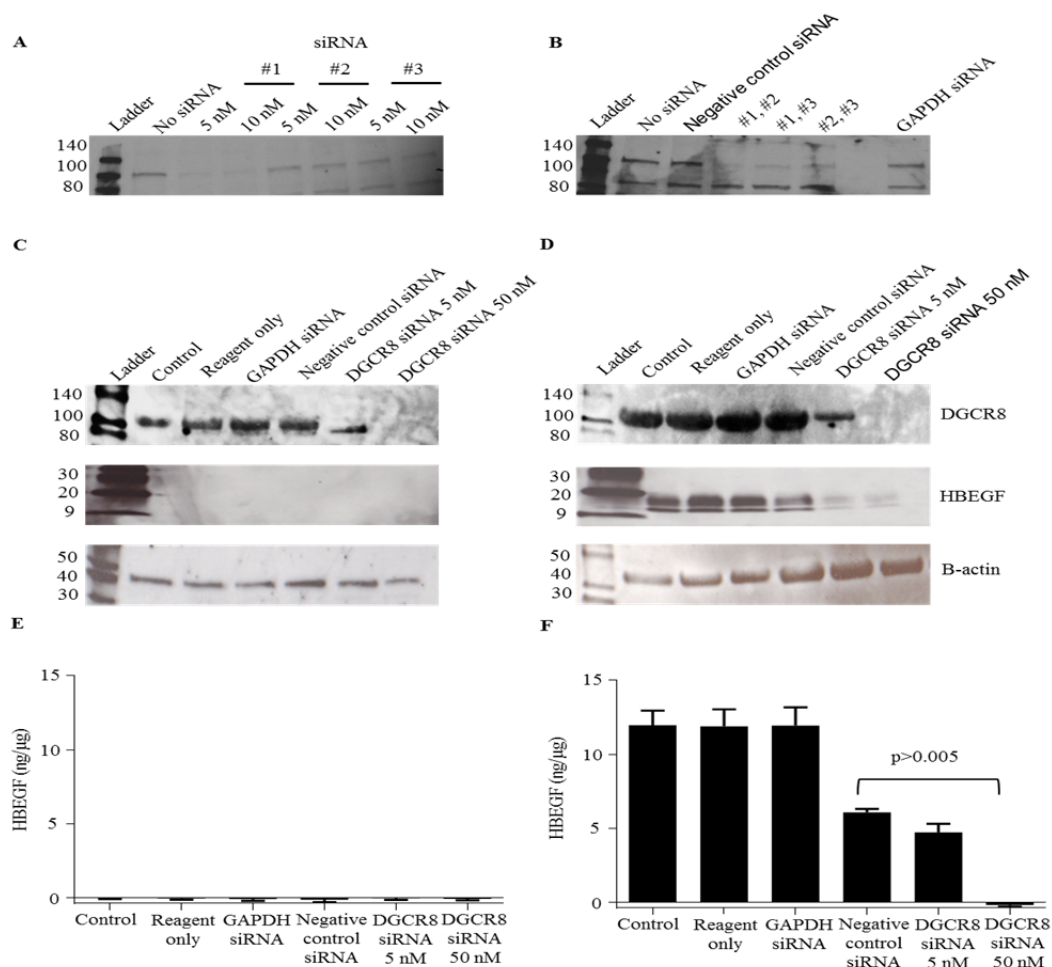 A
siRNA
#1
#2
#3
Ladder
No siRNA
5 nM
10 nM
5 nM
10 nM
5 nM
10 nM
140
100
80
B
Ladder
No siRNA
Negative control siRNA
#1, #2
#1, #3
#2, #3
GAPDH siRNA
140
100
80
C
Ladder
Control
Reagent only
GAPDH siRNA
Negative control siRNA
DGCR8 siRNA 5 nM
DGCR8 siRNA 50 nM
140
100
80
30
20
9
50
40
30
D
Ladder
Control
Reagent only
GAPDH siRNA
Negative control siRNA
DGCR8 siRNA 5 nM
DGCR8 siRNA 50 nM
140
100
80
DGCR8
30
20
9
HBEGF
50
40
30
B-actin
E
HBEGF (ng/µg)
15
10
5
0
Control
Reagent
only
GAPDH
siRNA
Negative
control
siRNA
DGCR8
siRNA
5 nM
DGCR8
siRNA
50 nM
F
HBEGF (ng/µg)
15
10
5
0
p>0.005
Control
Reagent
only
GAPDH
siRNA
Negative
control
siRNA
DGCR8
siRNA
5 nM
DGCR8
siRNA
50 nM